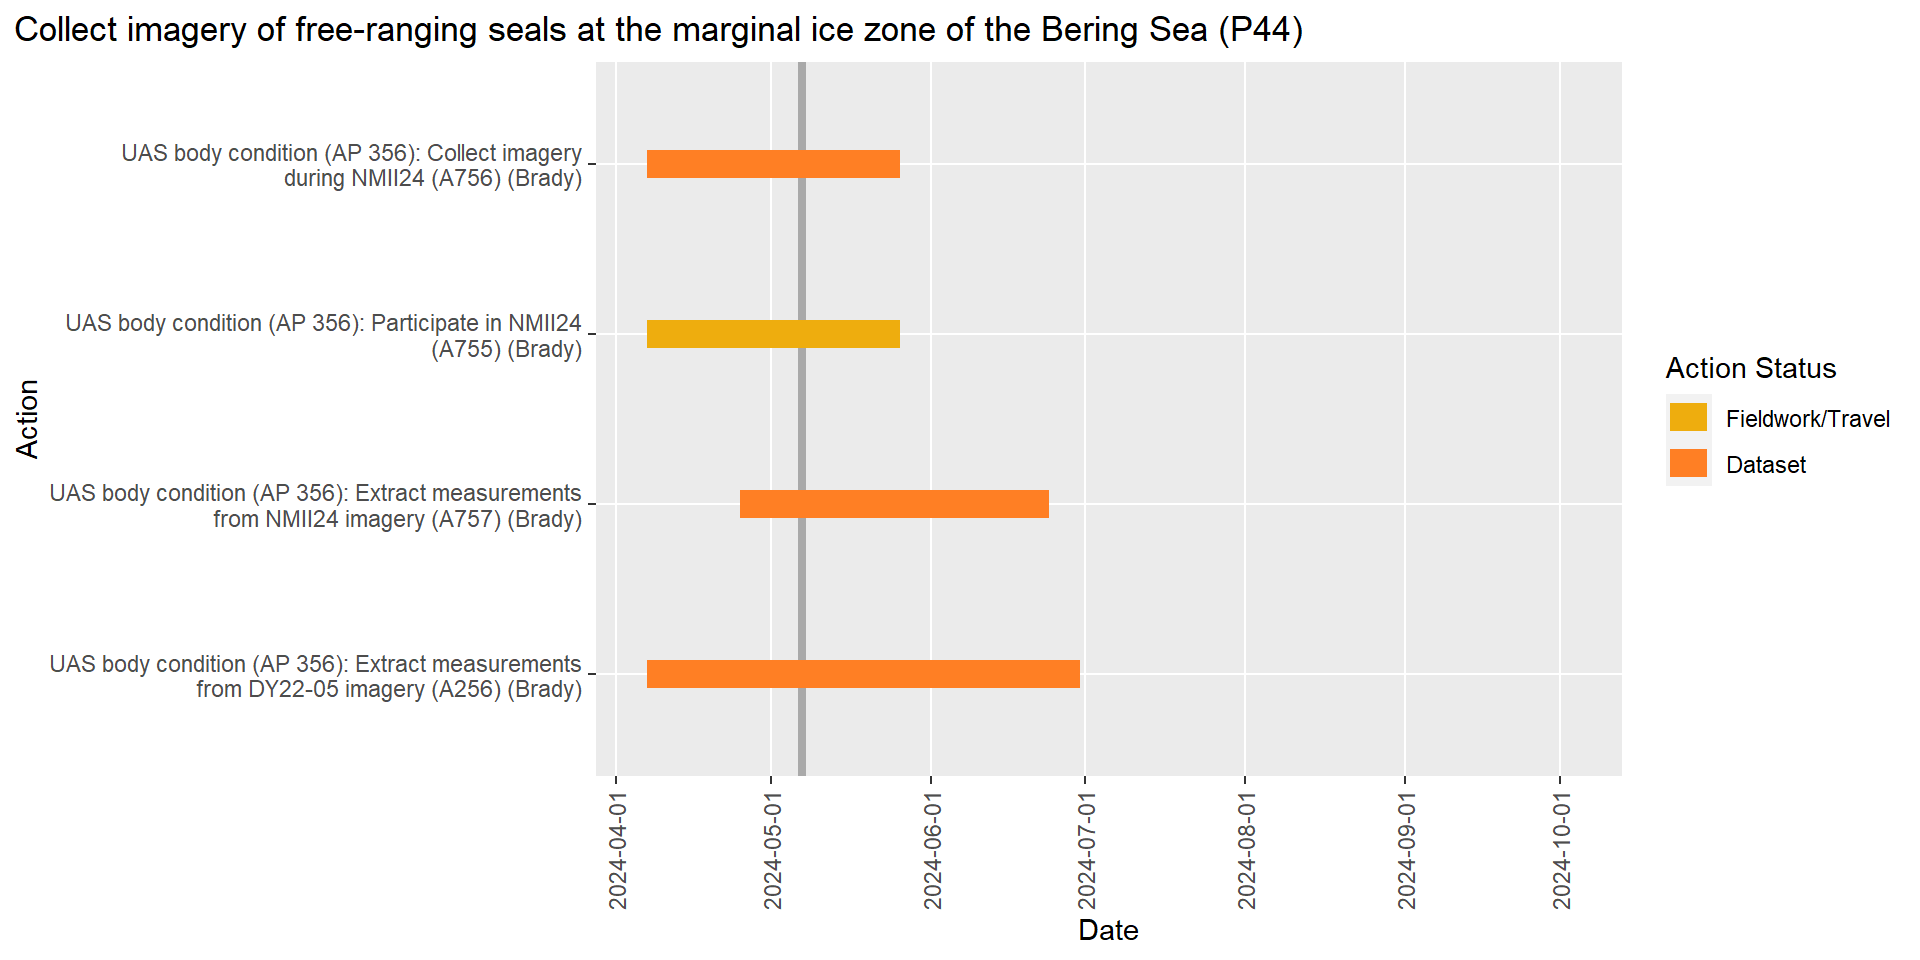 Collect imagery of free-ranging seals at the marginal ice zone of the Bering Sea (P44)
UAS body condition (AP 356): Collect imagery
during NMII24 (A756) (Brady)
UAS body condition (AP 356): Participate in NMII24
(A755) (Brady)
UAS body condition (AP 356): Extract measurements
from NMII24 imagery (A757) (Brady)
UAS body condition (AP 356): Extract measurements
from DY22-05 imagery (A256) (Brady)
Action
2024-04-01
2024-05-01
2024-06-01
2024-07-01
2024-08-01
2024-09-01
2024-10-01
Date
Action Status
Fieldwork/Travel
Dataset